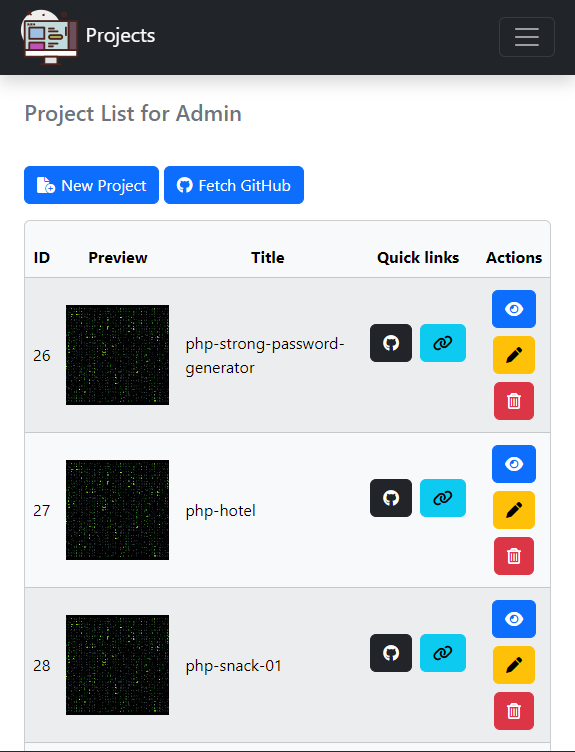 Projects
Project List for Admin
New Project Fetch GitHub
ID Preview Title Quick links Actions
26 php-strong-password-
generator
27 php-hotel
28 php-snack-01